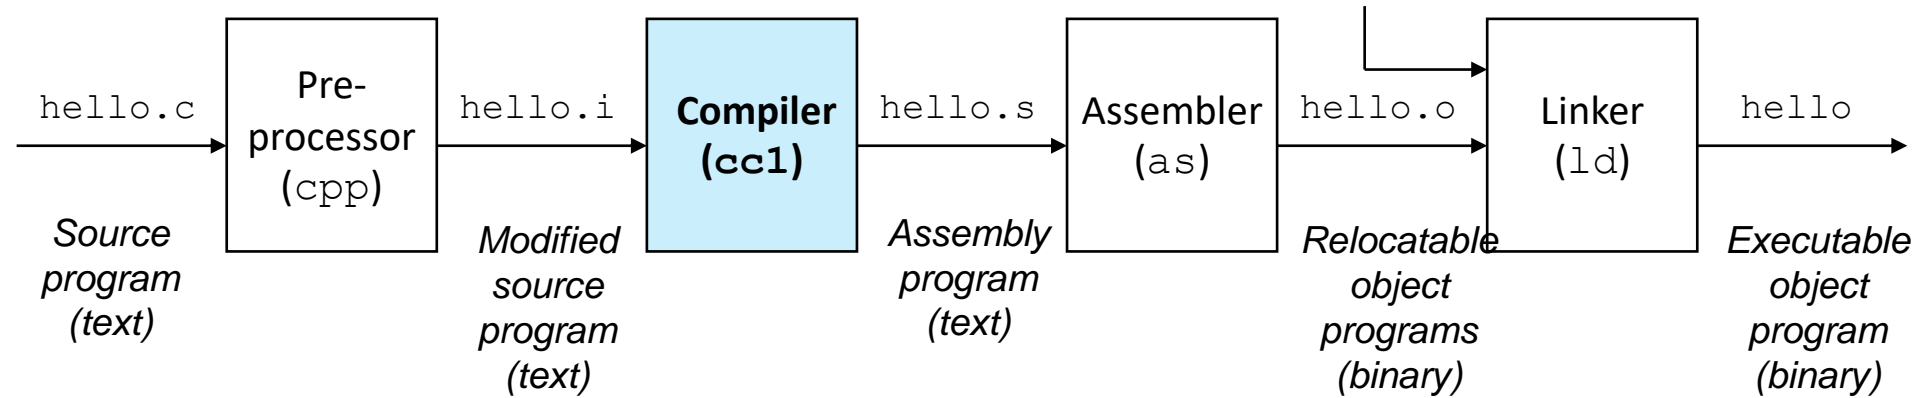 hello.c
Pre-
processor
(cpp)
hello.i
Compiler
(cc1)
hello.s
Assembler
(as)
hello.o
Linker
(ld)
hello
Source
program
(text)
Modified
source
program
(text)
Assembly
program
(text)
Relocatable
object
programs
(binary)
Executable
object
program
(binary)